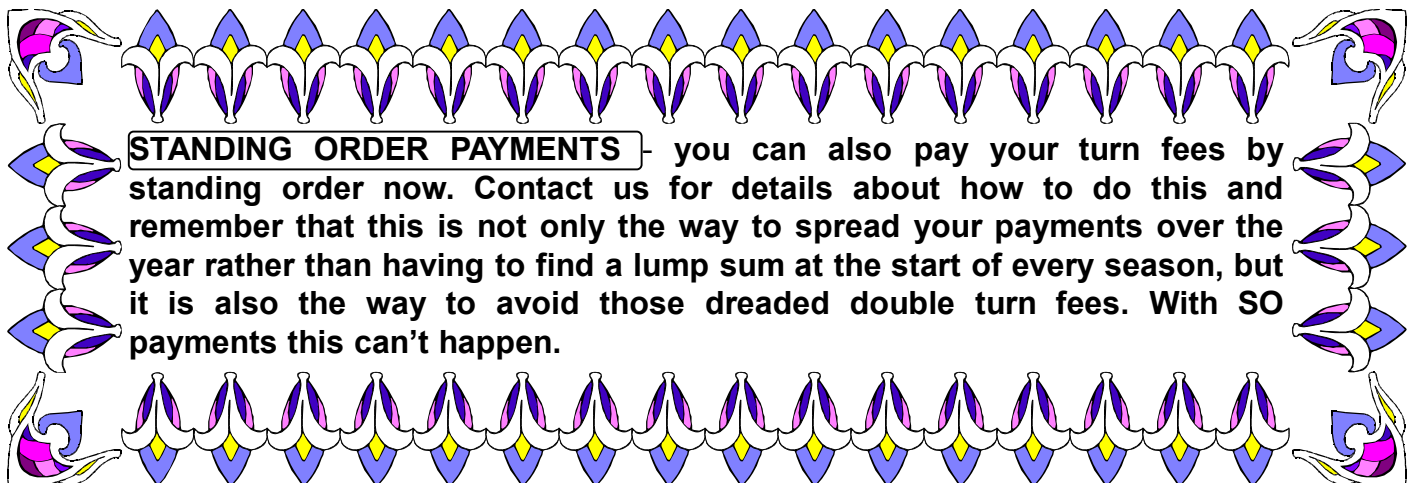 STANDING ORDER PAYMENTS - you can also pay your turn fees by
standing order now. Contact us for details about how to do this and
remember that this is not only the way to spread your payments over the
year rather than having to find a lump sum at the start of every season, but
it is also the way to avoid those dreaded double turn fees. With SO
payments this can’t happen.